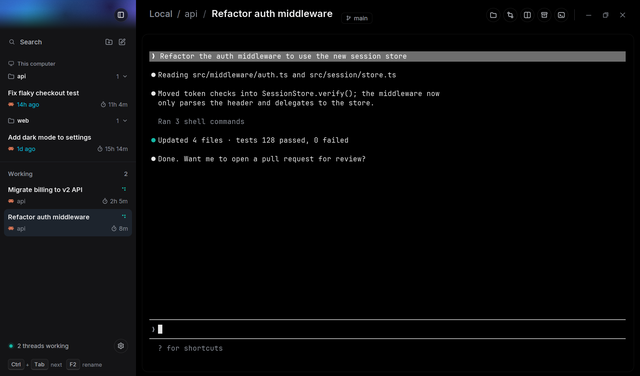 Local / api / Refactor auth middleware
main
Search
This computer
api 1
Fix flaky checkout test
14h ago 11h 4m
web 1
Add dark mode to settings
1d ago 15h 14m
Working 2
Migrate billing to v2 API
api 2h 5m
Refactor auth middleware
api 8m
2 threads working
Ctrl + Tab next F2 rename
❯ Refactor the auth middleware to use the new session store
● Reading src/middleware/auth.ts and src/session/store.ts
● Moved token checks into SessionStore.verify(); the middleware now
only parses the header and delegates to the store.
Ran 3 shell commands
● Updated 4 files · tests 128 passed, 0 failed
● Done. Want me to open a pull request for review?
❯
? for shortcuts